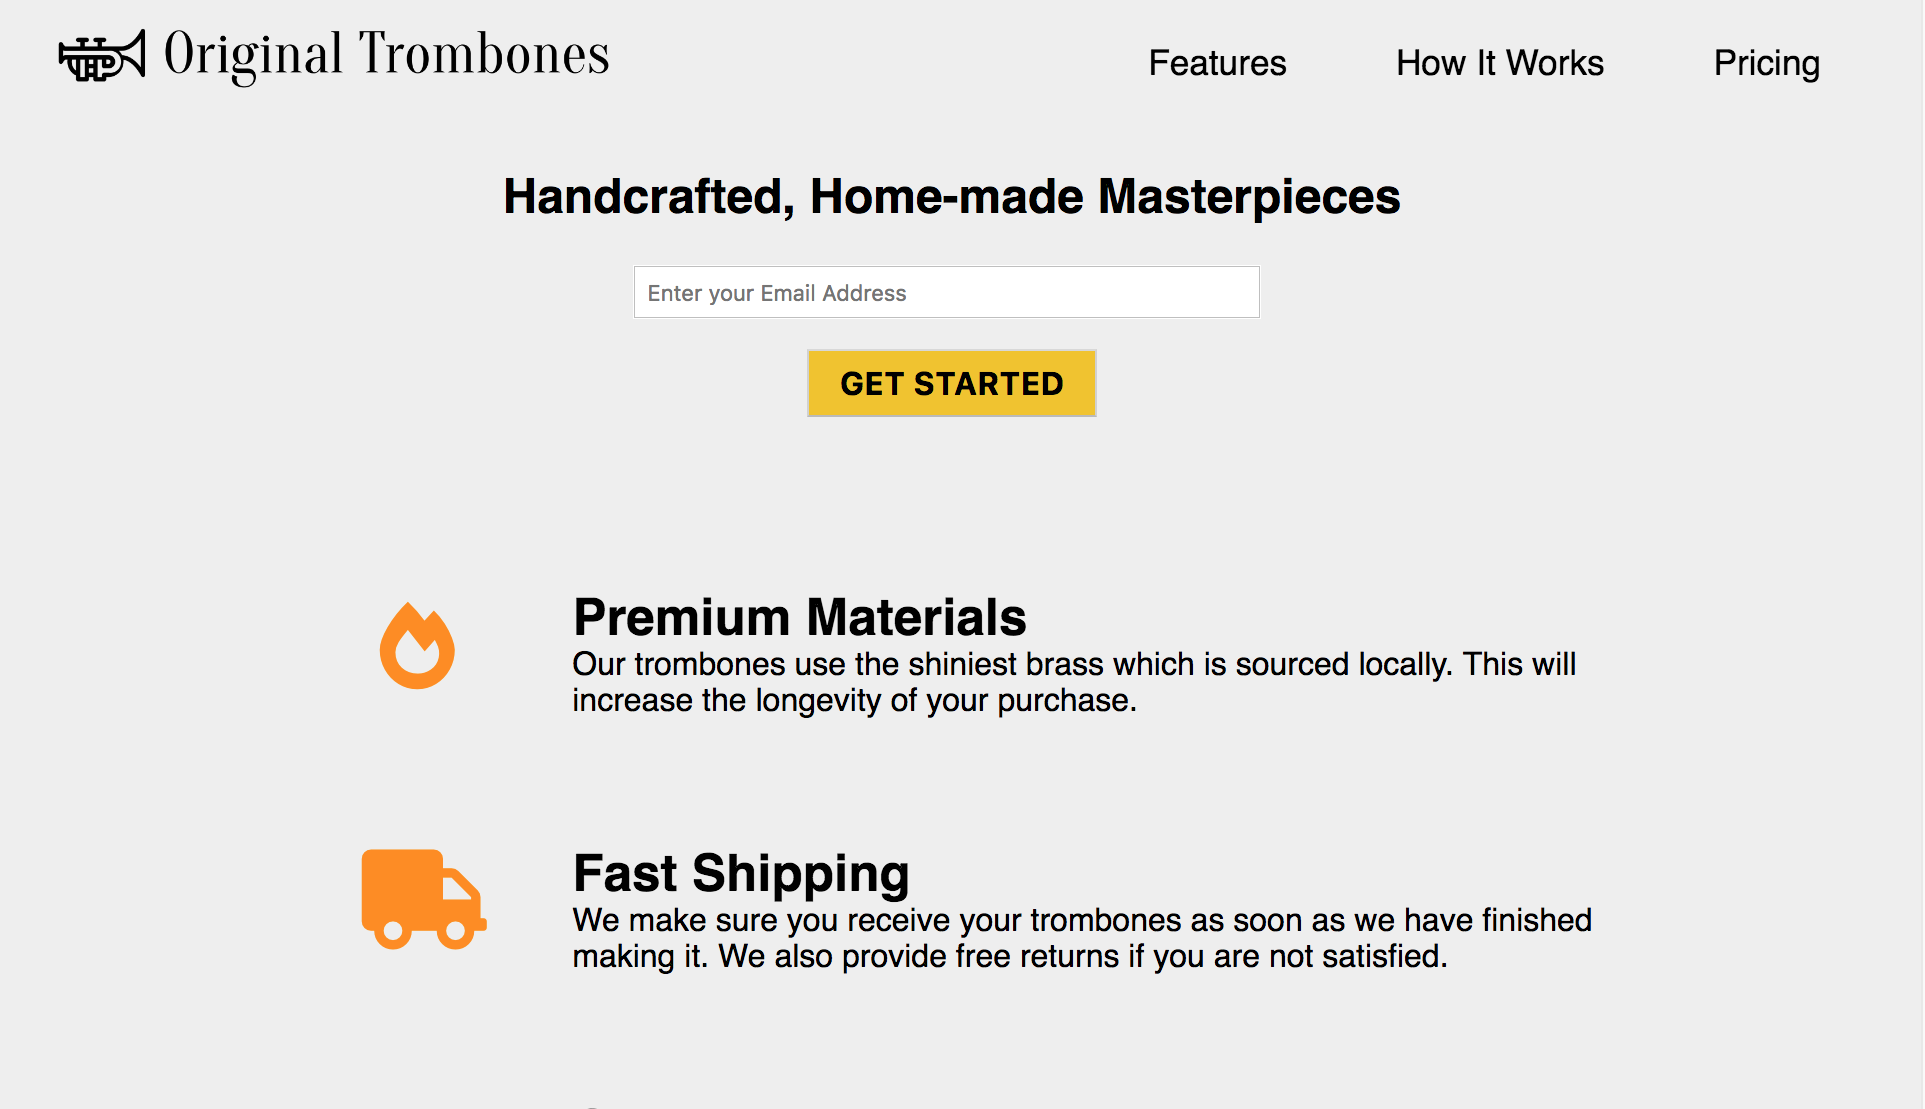 Original Trombones
Features
How It Works
Pricing
Handcrafted, Home-made Masterpieces
Enter your Email Address
GET STARTED
Premium Materials
Our trombones use the shiniest brass which is sourced locally. This will
increase the longevity of your purchase.
Fast Shipping
We make sure you receive your trombones as soon as we have finished
making it. We also provide free returns if you are not satisfied.